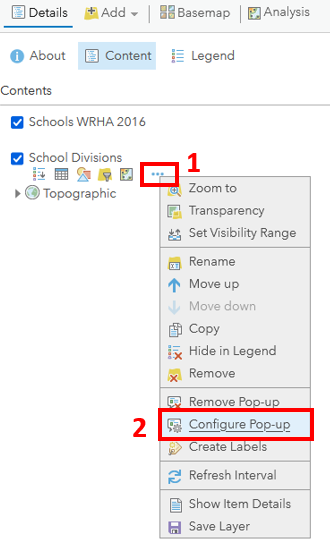 Details Add Basemap Analysis
About Content Legend
Contents
Schools WRHA 2016
School Divisions
1
Topographic
Zoom to
Transparency
Set Visibility Range
Rename
Move up
Move down
Copy
Hide in Legend
Remove
Remove Pop-up
2 Configure Pop-up
Create Labels
Refresh Interval
Show Item Details
Save Layer